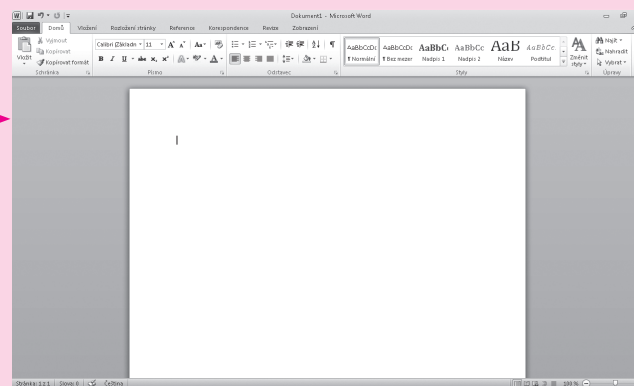 Dokument1 - Microsoft Word
Soubor Domů Vložení Rozložení stránky Reference Korespondence Revize Zobrazení
Vložit
Vyjmout
Kopírovat
Kopírovat formát
Schránka
Calibri (Základn 11
Písmo
Odstavec
AaBbCcDc AaBbCcDc AaBbC AaBbCc AaB AaBbCc.
¶ Normální ¶ Bez mezer Nadpis 1 Nadpis 2 Název Podtitul
Změnit
styly
Styly
Najít
Nahradit
Vybrat
Úpravy
Stránka: 1 z 1 Slova: 0 Čeština 100 %